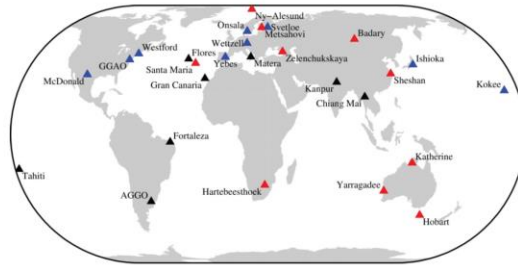 Ny-Alesund
Onsala
Svetloe
Metsahovi
Badary
Westford
Wettzell
Flores
Zelenchukskaya
Ishioka
GGAO
Santa Maria
Yebes
Matera
Sheshan
McDonald
Gran Canaria
Kanpur
Kokee
Chiang Mai
Fortaleza
Katherine
Tahiti
Hartebeesthoek
Yarragadee
AGGO
Hobart